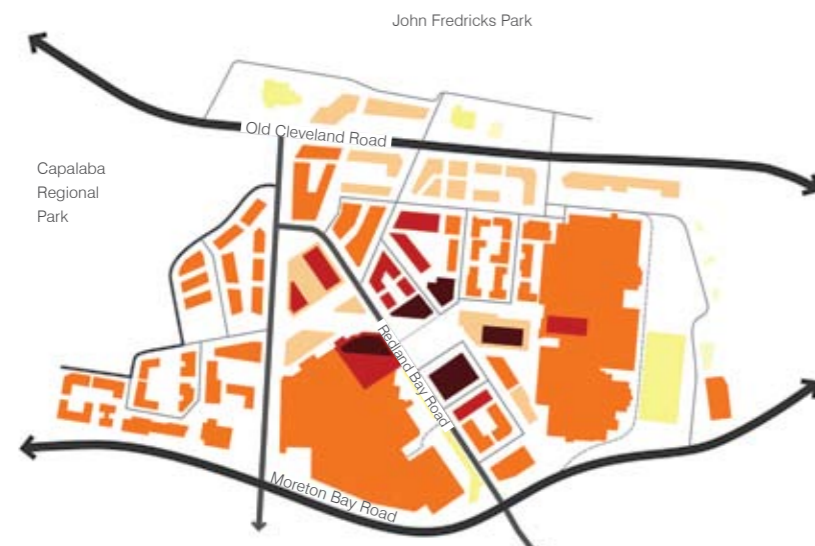 John Fredricks Park
Old Cleveland Road
Capalaba
Regional
Park
Redland Bay Road
Moreton Bay Road